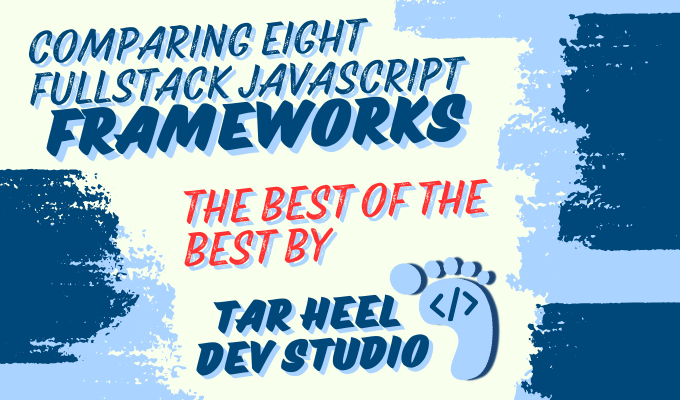 COMPARING EIGHT
FULLSTACK JAVASCRIPT
FRAMEWORKS
THE BEST OF THE
BEST BY
TAR HEEL
DEV STUDIO
</>